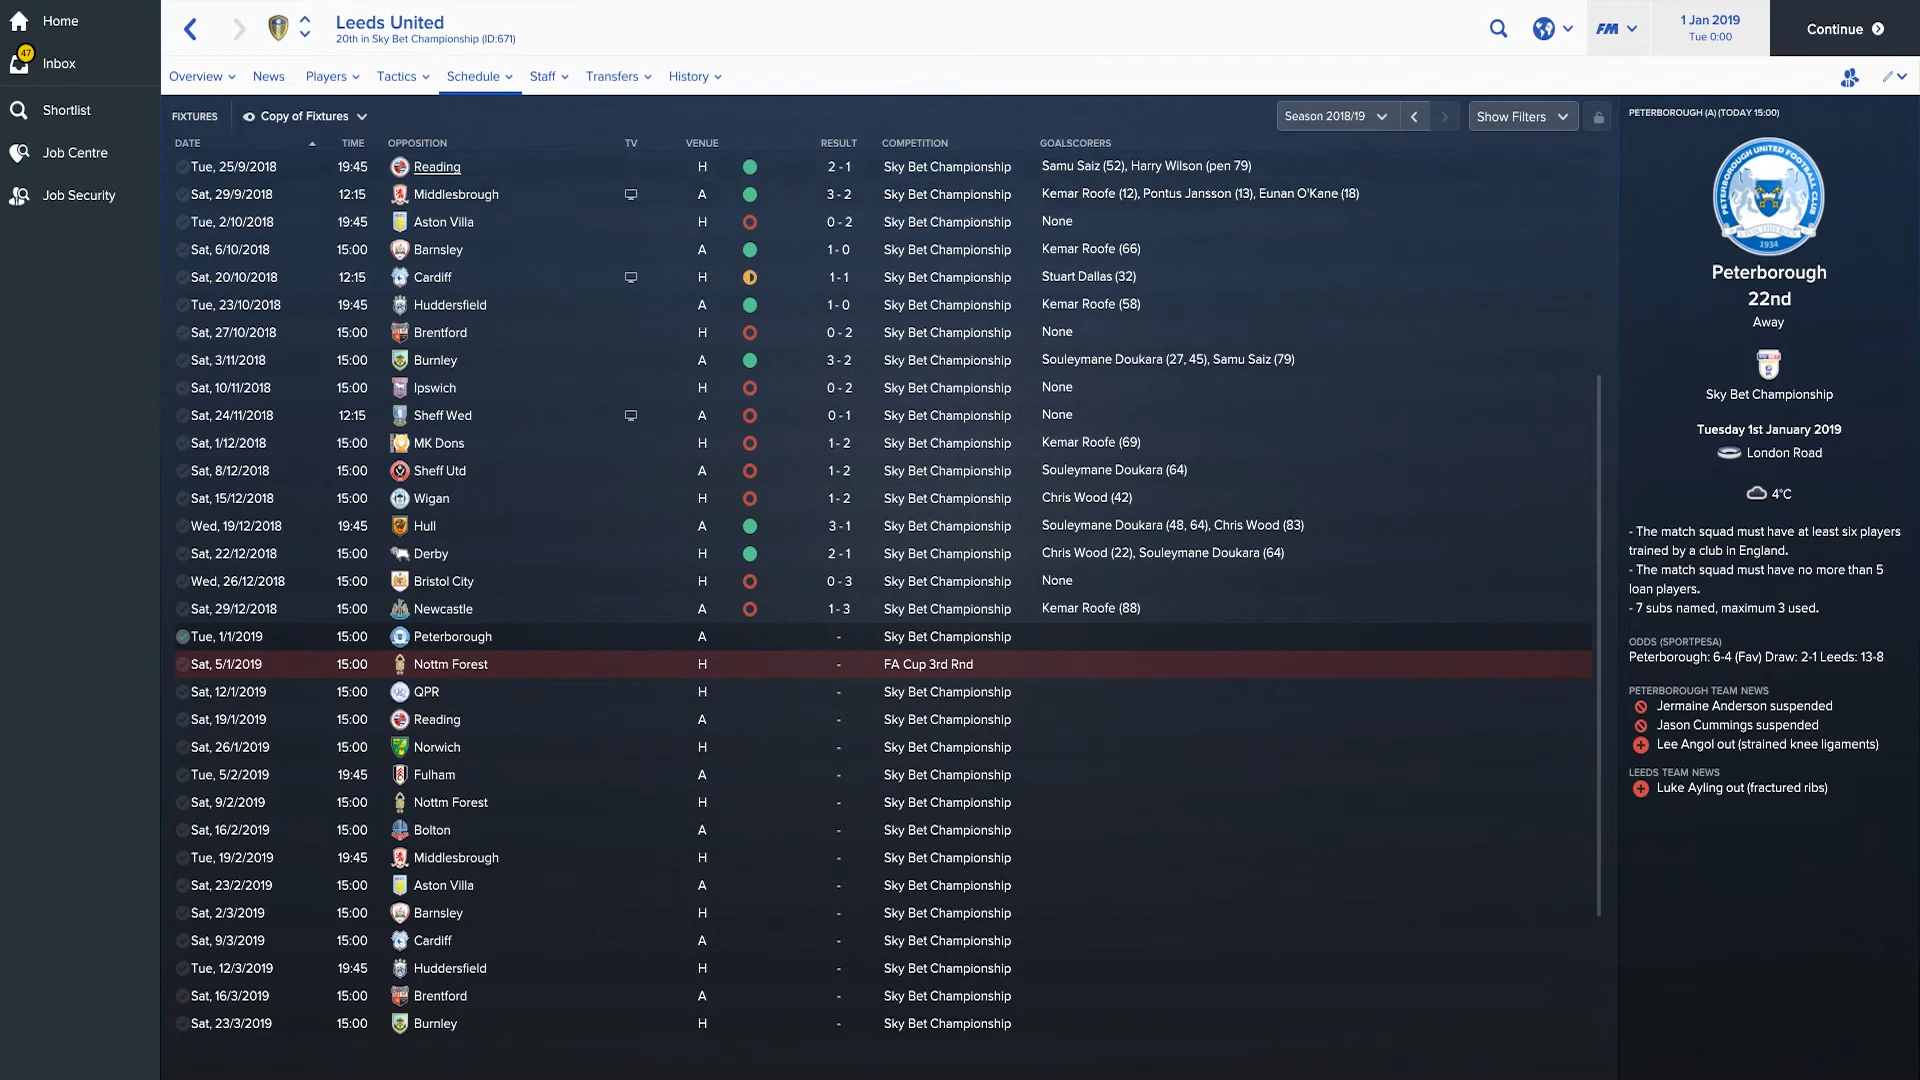 Home
47
Inbox
Shortlist
Job Centre
Job Security
Leeds United
20th in Sky Bet Championship (ID:671)
FM
1 Jan 2019
Tue 0:00
Continue
Overview News Players Tactics Schedule Staff Transfers History
FIXTURES Copy of Fixtures Season 2018/19 Show Filters
DATE TIME OPPOSITION TV VENUE RESULT COMPETITION GOALSCORERS
Tue, 25/9/2018 19:45 Reading H 2 - 1 Sky Bet Championship Samu Saiz (52), Harry Wilson (pen 79)
Sat, 29/9/2018 12:15 Middlesbrough A 3 - 2 Sky Bet Championship Kemar Roofe (12), Pontus Jansson (13), Eunan O'Kane (18)
Tue, 2/10/2018 19:45 Aston Villa H 0 - 2 Sky Bet Championship None
Sat, 6/10/2018 15:00 Barnsley A 1 - 0 Sky Bet Championship Kemar Roofe (66)
Sat, 20/10/2018 12:15 Cardiff H 1 - 1 Sky Bet Championship Stuart Dallas (32)
Tue, 23/10/2018 19:45 Huddersfield A 1 - 0 Sky Bet Championship Kemar Roofe (58)
Sat, 27/10/2018 15:00 Brentford H 0 - 2 Sky Bet Championship None
Sat, 3/11/2018 15:00 Burnley A 3 - 2 Sky Bet Championship Souleymane Doukara (27, 45), Samu Saiz (79)
Sat, 10/11/2018 15:00 Ipswich H 0 - 2 Sky Bet Championship None
Sat, 24/11/2018 12:15 Sheff Wed A 0 - 1 Sky Bet Championship None
Sat, 1/12/2018 15:00 MK Dons H 1 - 2 Sky Bet Championship Kemar Roofe (69)
Sat, 8/12/2018 15:00 Sheff Utd A 1 - 2 Sky Bet Championship Souleymane Doukara (64)
Sat, 15/12/2018 15:00 Wigan H 1 - 2 Sky Bet Championship Chris Wood (42)
Wed, 19/12/2018 19:45 Hull A 3 - 1 Sky Bet Championship Souleymane Doukara (48, 64), Chris Wood (83)
Sat, 22/12/2018 15:00 Derby H 2 - 1 Sky Bet Championship Chris Wood (22), Souleymane Doukara (64)
Wed, 26/12/2018 15:00 Bristol City H 0 - 3 Sky Bet Championship None
Sat, 29/12/2018 15:00 Newcastle A 1 - 3 Sky Bet Championship Kemar Roofe (88)
Tue, 1/1/2019 15:00 Peterborough A - Sky Bet Championship
Sat, 5/1/2019 15:00 Nottm Forest H - FA Cup 3rd Rnd
Sat, 12/1/2019 15:00 QPR H - Sky Bet Championship
Sat, 19/1/2019 15:00 Reading A - Sky Bet Championship
Sat, 26/1/2019 15:00 Norwich H - Sky Bet Championship
Tue, 5/2/2019 19:45 Fulham A - Sky Bet Championship
Sat, 9/2/2019 15:00 Nottm Forest H - Sky Bet Championship
Sat, 16/2/2019 15:00 Bolton A - Sky Bet Championship
Tue, 19/2/2019 19:45 Middlesbrough H - Sky Bet Championship
Sat, 23/2/2019 15:00 Aston Villa A - Sky Bet Championship
Sat, 2/3/2019 15:00 Barnsley H - Sky Bet Championship
Sat, 9/3/2019 15:00 Cardiff A - Sky Bet Championship
Tue, 12/3/2019 19:45 Huddersfield H - Sky Bet Championship
Sat, 16/3/2019 15:00 Brentford A - Sky Bet Championship
Sat, 23/3/2019 15:00 Burnley H - Sky Bet Championship
PETERBOROUGH (A) (TODAY 15:00)
PETERBOROUGH UNITED FOOTBALL CLUB
1934
Peterborough
22nd
Away
SKY BET
Sky Bet Championship
Tuesday 1st January 2019
London Road
4°C
- The match squad must have at least six players
trained by a club in England.
- The match squad must have no more than 5
loan players.
- 7 subs named, maximum 3 used.
ODDS (SPORTPESA)
Peterborough: 6-4 (Fav) Draw: 2-1 Leeds: 13-8
PETERBOROUGH TEAM NEWS
Jermaine Anderson suspended
Jason Cummings suspended
Lee Angol out (strained knee ligaments)
LEEDS TEAM NEWS
Luke Ayling out (fractured ribs)